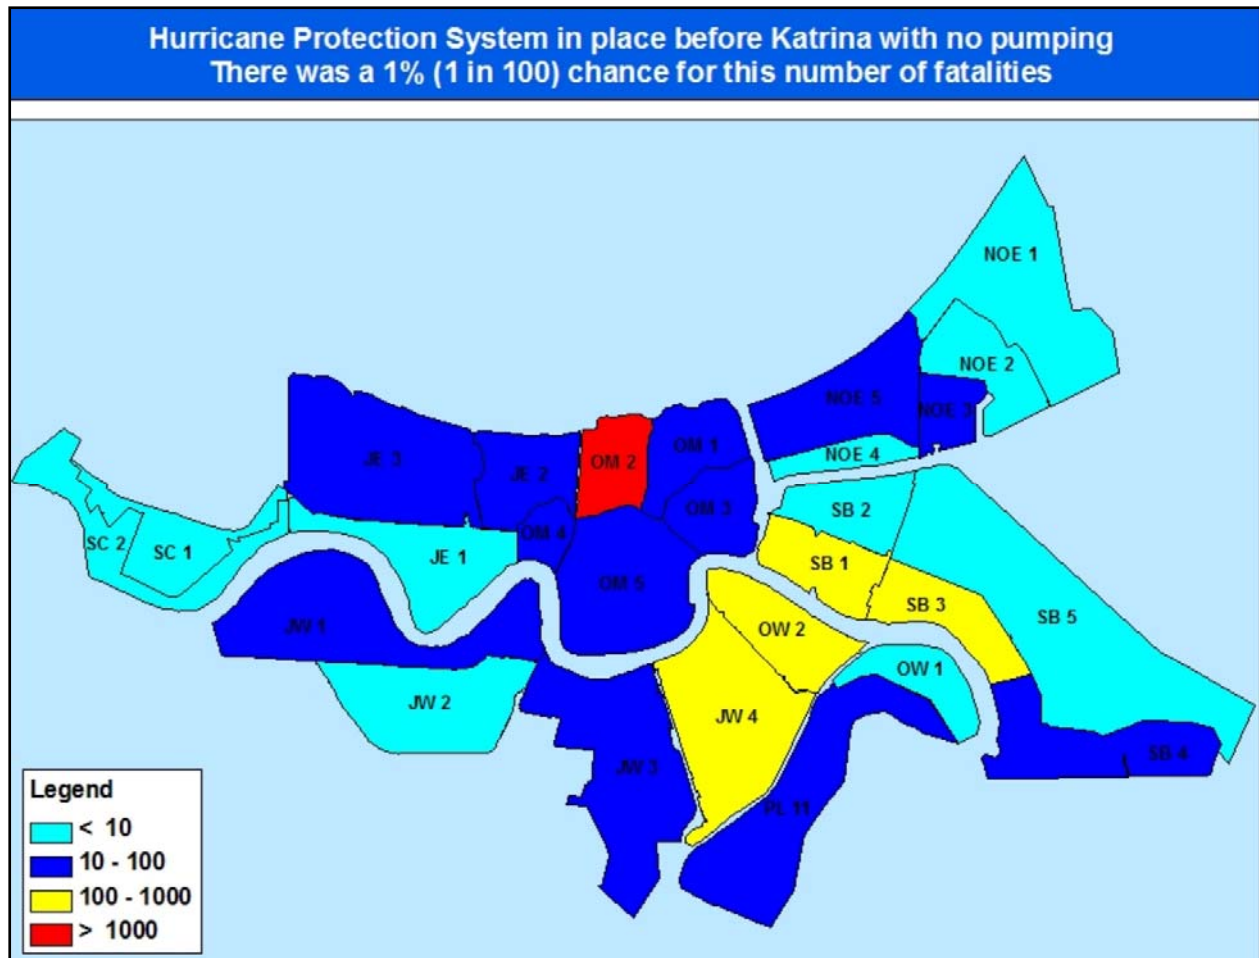 Hurricane Protection System in place before Katrina with no pumping
There was a 1% (1 in 100) chance for this number of fatalities
NOE 1
NOE 2
NOE 5
NOE 3
OM 1
NOE 4
JE 3
JE 2
OM 2
OM 3
SB 2
OM 4
SC 2
SC 1
JE 1
SB 1
OM 5
SB 3
SB 5
JW 1
OW 2
OW 1
JW 2
JW 4
SB 4
JW 3
PL 11
Legend
< 10
10 - 100
100 - 1000
> 1000